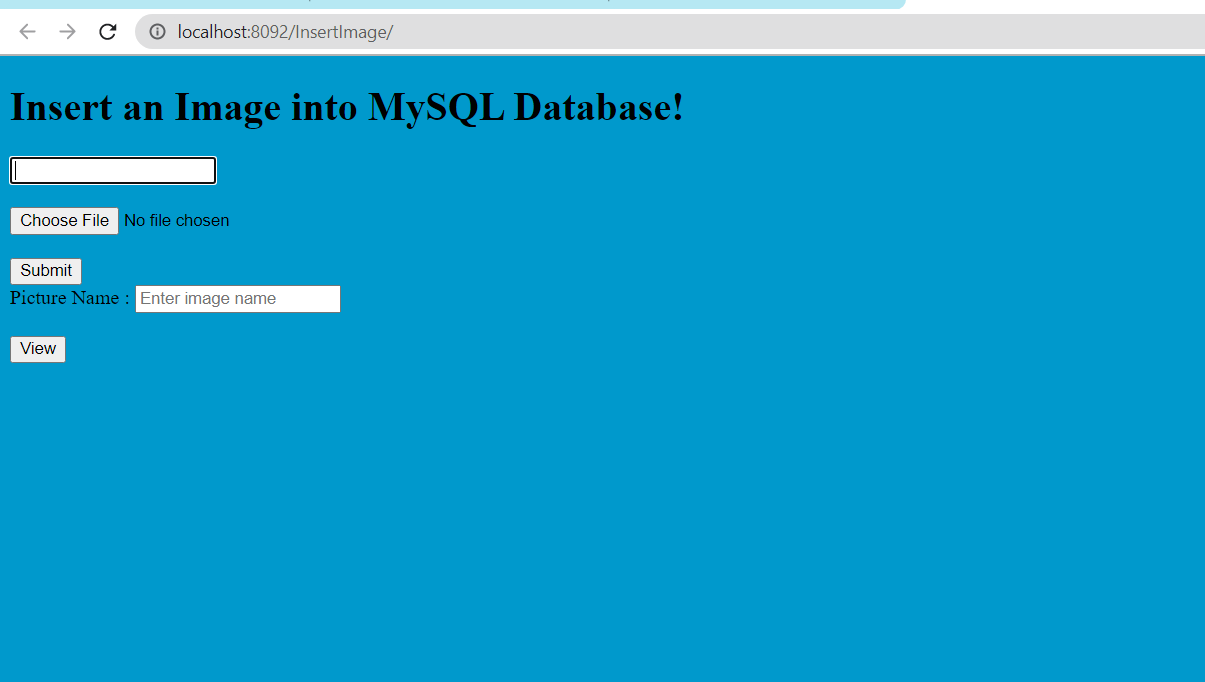 localhost:8092/InsertImage/
Insert an Image into MySQL Database!
Choose File No file chosen
Submit
Picture Name : Enter image name
View